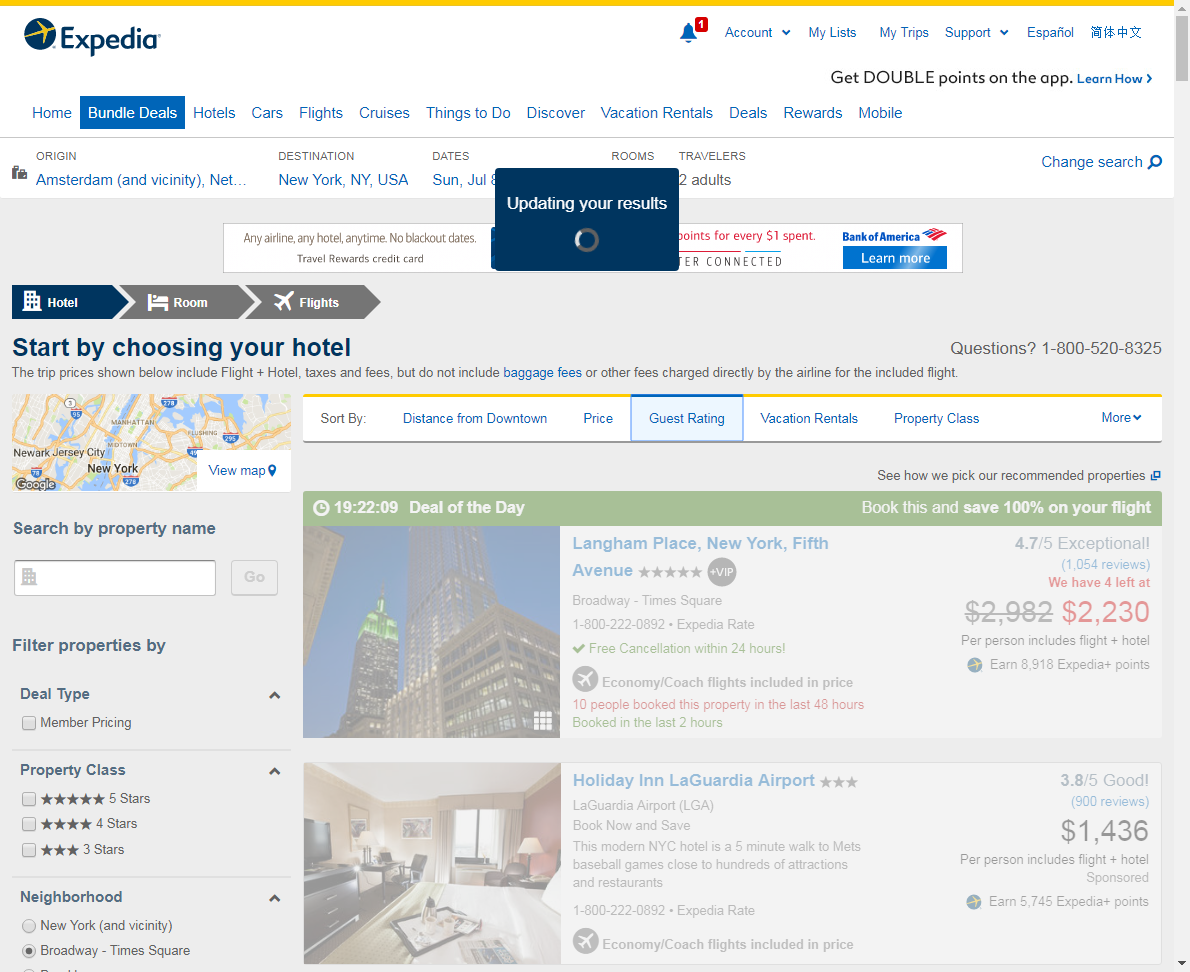 Expedia
1
Account
My Lists
My Trips
Support
Español
简体中文
Get DOUBLE points on the app. Learn How
Home
Bundle Deals
Hotels
Cars
Flights
Cruises
Things to Do
Discover
Vacation Rentals
Deals
Rewards
Mobile
ORIGIN
Amsterdam (and vicinity), Net...
DESTINATION
New York, NY, USA
DATES
Sun, Jul
ROOMS
TRAVELERS
2 adults
Change search
Updating your results
Any airline, any hotel, anytime. No blackout dates.
Travel Rewards credit card
points for every $1 spent.
CONNECTED
Bank of America
Learn more
Hotel
Room
Flights
Start by choosing your hotel
Questions? 1-800-520-8325
The trip prices shown below include Flight + Hotel, taxes and fees, but do not include baggage fees or other fees charged directly by the airline for the included flight.
3
278
95
MANHATTAN
FLUSHING
295
MIDTOWN
Newark Jersey City
New York
78
278
Google
View map
Sort By:
Distance from Downtown
Price
Guest Rating
Vacation Rentals
Property Class
More
See how we pick our recommended properties
Search by property name
Go
Filter properties by
Deal Type
Member Pricing
Property Class
5 Stars
4 Stars
3 Stars
Neighborhood
New York (and vicinity)
Broadway - Times Square
19:22:09 Deal of the Day
Book this and save 100% on your flight
Langham Place, New York, Fifth
Avenue
+VIP
Broadway - Times Square
1-800-222-0892 • Expedia Rate
Free Cancellation within 24 hours!
Economy/Coach flights included in price
10 people booked this property in the last 48 hours
Booked in the last 2 hours
4.7/5 Exceptional!
(1,054 reviews)
We have 4 left at
$2,982 $2,230
Per person includes flight + hotel
Earn 8,918 Expedia+ points
Holiday Inn LaGuardia Airport
LaGuardia Airport (LGA)
Book Now and Save
This modern NYC hotel is a 5 minute walk to Mets
baseball games close to hundreds of attractions
and restaurants
1-800-222-0892 • Expedia Rate
Economy/Coach flights included in price
3.8/5 Good!
(900 reviews)
$1,436
Per person includes flight + hotel
Sponsored
Earn 5,745 Expedia+ points